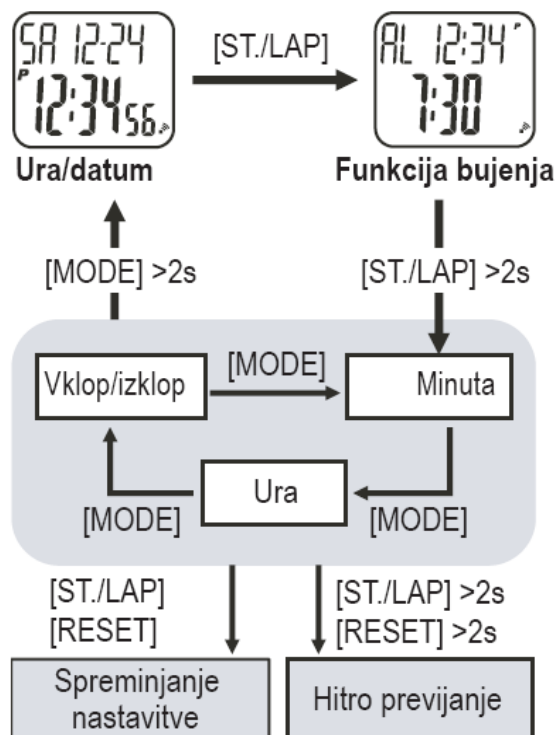 SA 12-24
P 12:34 56
[ST./LAP]
AL 12:34 P
7:30
Ura/datum
Funkcija bujenja
[MODE] >2s
[ST./LAP] >2s
Vklop/izklop
[MODE]
Minuta
Ura
[MODE]
[MODE]
[ST./LAP]
[RESET]
[ST./LAP] >2s
[RESET] >2s
Spreminjanje
nastavitve
Hitro previjanje